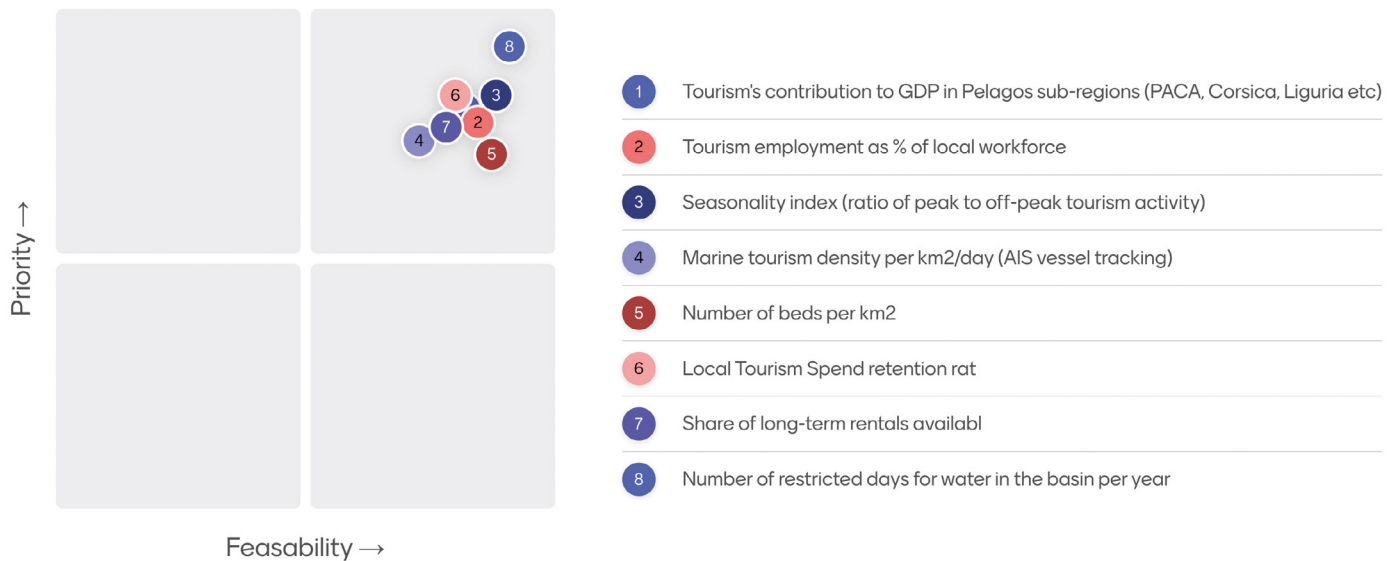 8
6
3
7
2
4
5
Priority →
Feasability →
1 Tourism's contribution to GDP in Pelagos sub-regions (PACA, Corsica, Liguria etc)
2 Tourism employment as % of local workforce
3 Seasonality index (ratio of peak to off-peak tourism activity)
4 Marine tourism density per km2/day (AIS vessel tracking)
5 Number of beds per km2
6 Local Tourism Spend retention rat
7 Share of long-term rentals availabl
8 Number of restricted days for water in the basin per year